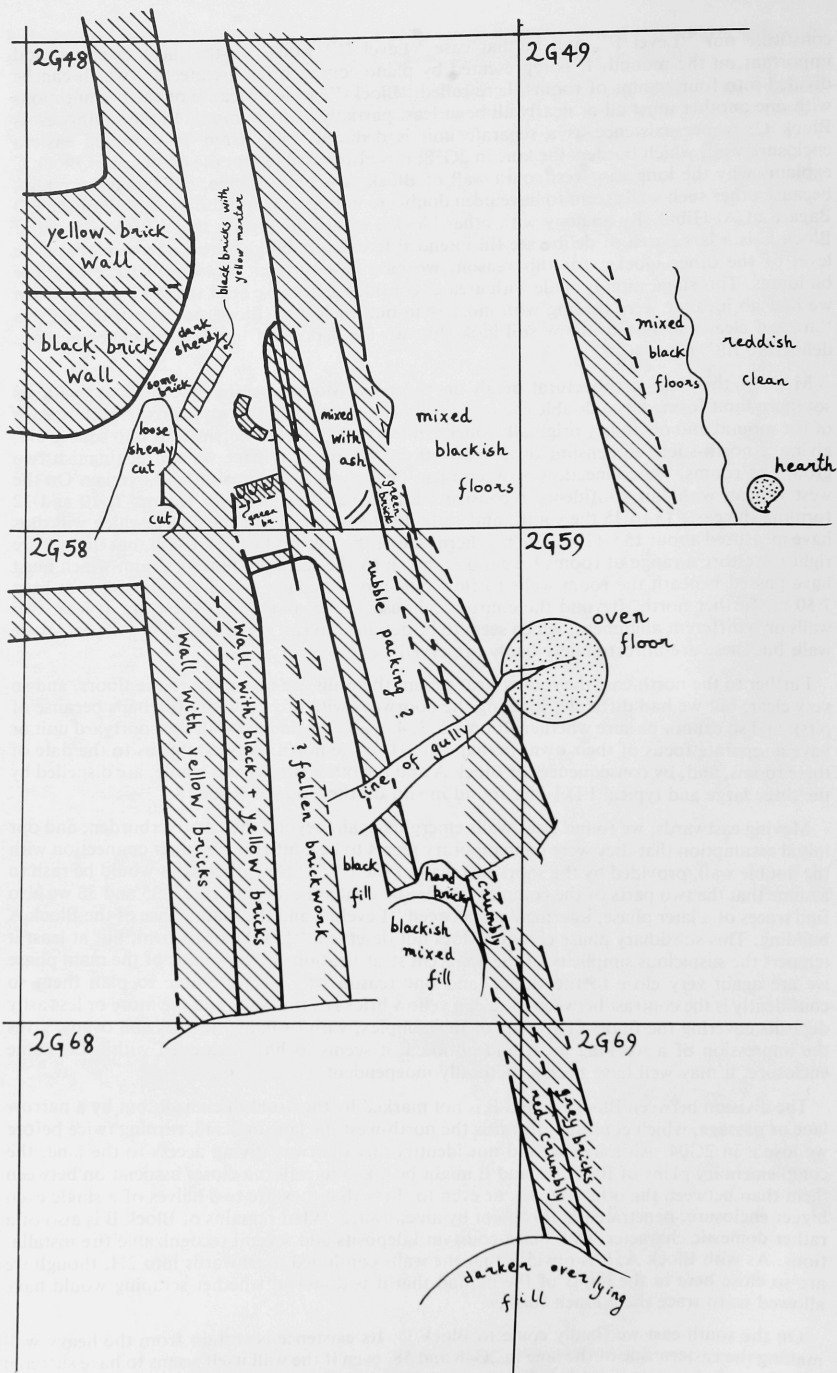 2G48
2G49
yellow brick
wall
black brick
wall
black bricks with
yellow mortar
dark
sherdy
some
brick
loose
sherdy
cut
cut
mixed
with
ash
mixed
blackish
floors
green
brick
green
br.
mixed
black
floors
reddish
clean
hearth
2G58
2G59
rubble packing ?
oven
floor
wall with yellow bricks
wall with black + yellow bricks
? fallen brickwork
Line of gully
black
fill
hard
brick
crumbly
blackish
mixed
fill
2G68
2G69
grey bricks
red crumbly
darker overlying
fill